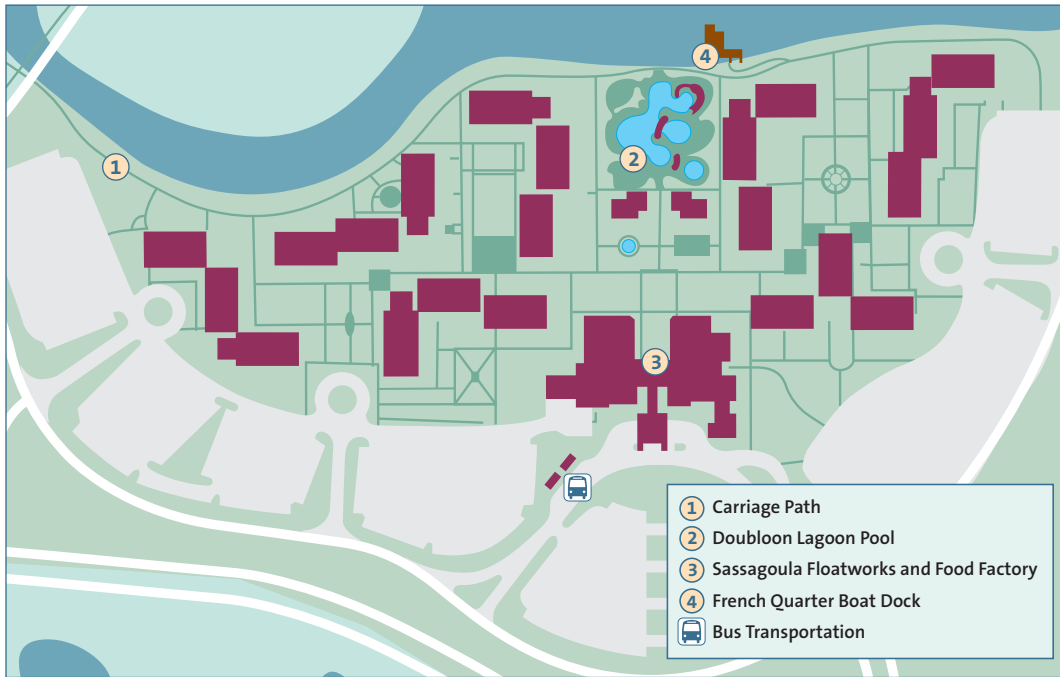 4
1
2
3
1 Carriage Path
2 Doubloon Lagoon Pool
3 Sassagoula Floatworks and Food Factory
4 French Quarter Boat Dock
Bus Transportation